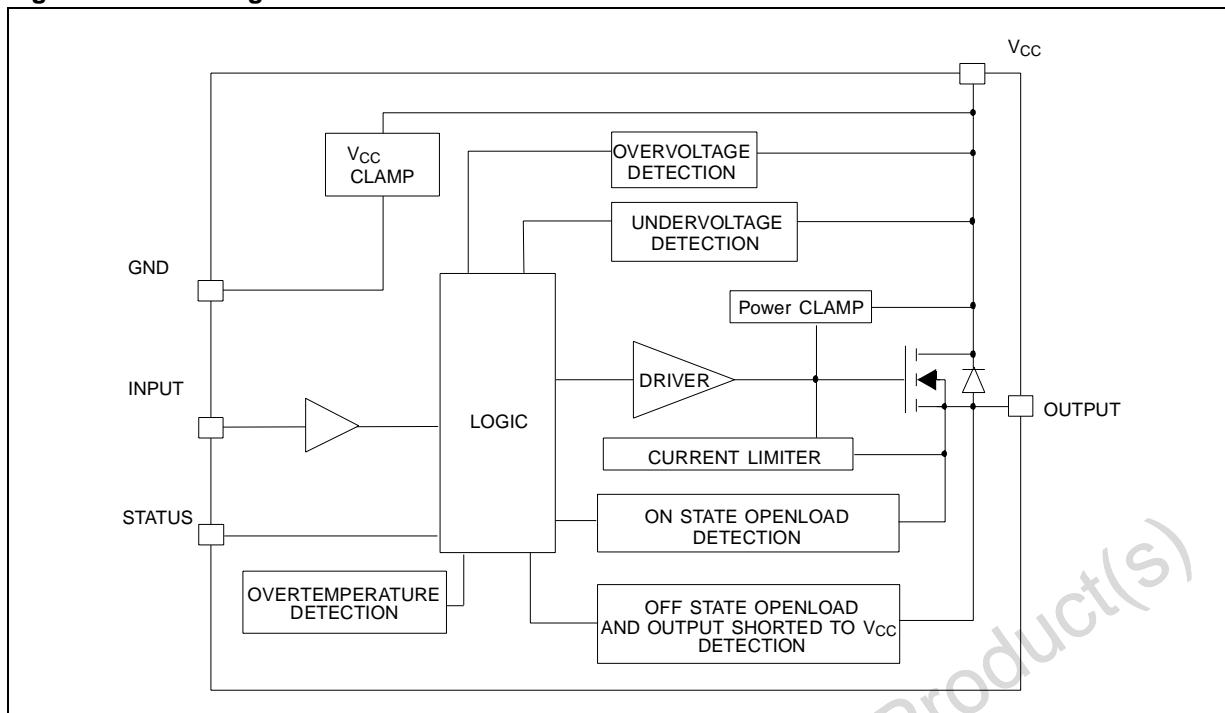 VCC
VCC
CLAMP
OVERVOLTAGE
DETECTION
UNDERVOLTAGE
DETECTION
GND
Power CLAMP
INPUT
DRIVER
LOGIC
OUTPUT
CURRENT LIMITER
STATUS
ON STATE OPENLOAD
DETECTION
OVERTEMPERATURE
DETECTION
OFF STATE OPENLOAD
AND OUTPUT SHORTED TO VCC
DETECTION
Product(s)